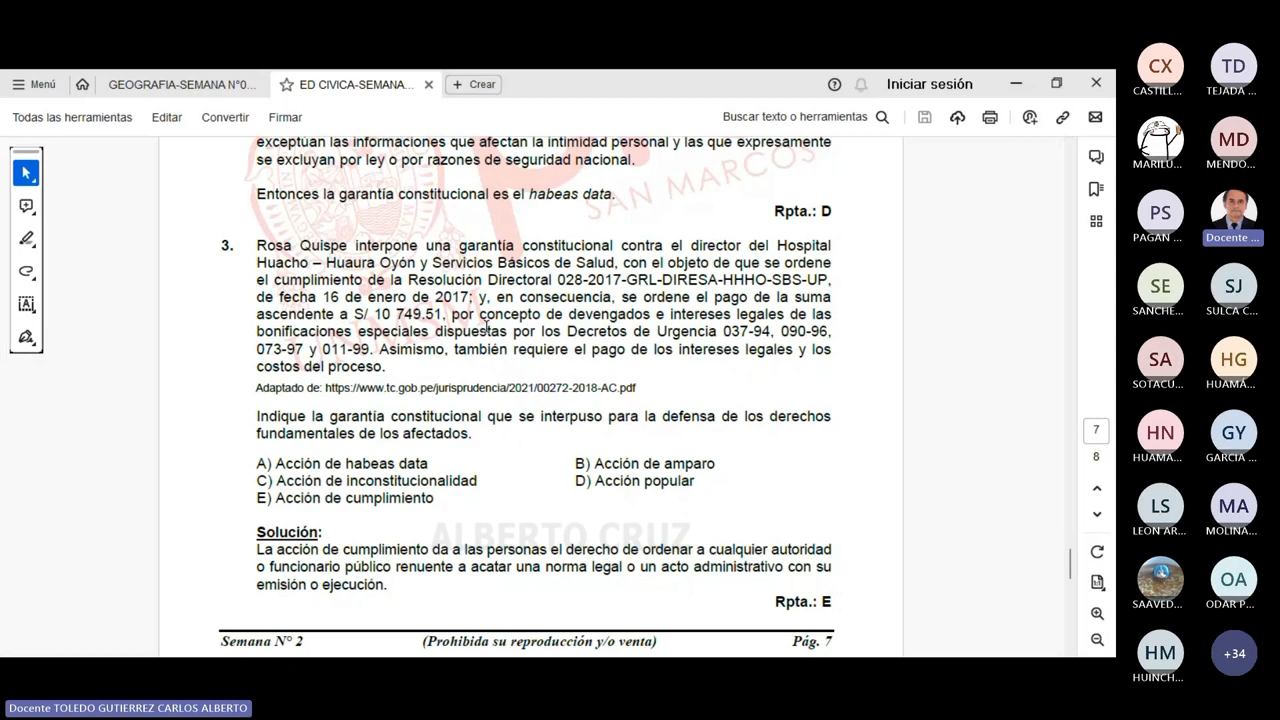 Menú
GEOGRAFIA-SEMANA N°0...
ED CIVICA-SEMANA...
Crear
Iniciar sesión
Todas las herramientas
Editar
Convertir
Firmar
Buscar texto o herramientas
exceptúan las informaciones que afectan la intimidad personal y las que expresamente
se excluyan por ley o por razones de seguridad nacional.
SAN MARCOS
Entonces la garantía constitucional es el habeas data.
Rpta.: D
3. Rosa Quispe interpone una garantía constitucional contra el director del Hospital
Huacho – Huaura Oyón y Servicios Básicos de Salud, con el objeto de que se ordene
el cumplimiento de la Resolución Directoral 028-2017-GRL-DIRESA-HHHO-SBS-UP,
de fecha 16 de enero de 2017; y, en consecuencia, se ordene el pago de la suma
ascendente a S/ 10 749.51, por concepto de devengados e intereses legales de las
bonificaciones especiales dispuestas por los Decretos de Urgencia 037-94, 090-96,
073-97 y 011-99. Asimismo, también requiere el pago de los intereses legales y los
costos del proceso.
UNMSM
Adaptado de: https://www.tc.gob.pe/jurisprudencia/2021/00272-2018-AC.pdf
Indique la garantía constitucional que se interpuso para la defensa de los derechos
fundamentales de los afectados.
A) Acción de habeas data
B) Acción de amparo
C) Acción de inconstitucionalidad
D) Acción popular
E) Acción de cumplimiento
ALBERTO CRUZ
Solución:
La acción de cumplimiento da a las personas el derecho de ordenar a cualquier autoridad
o funcionario público renuente a acatar una norma legal o un acto administrativo con su
emisión o ejecución.
Rpta.: E
Semana N° 2
(Prohibida su reproducción y/o venta)
Pág. 7
7
8
CX
CASTILL...
TD
TEJADA ...
MARILU...
MD
MENDO...
PS
PAGAN ...
Docente ...
SE
SANCHE...
SJ
SULCA C...
SA
SOTACU...
HG
HUAMÁ...
HN
HUAMA...
GY
GARCIA ...
LS
LEON AR...
MA
MOLINA...
SAAVED...
OA
ODAR P...
HM
HUINCH...
+34
Docente TOLEDO GUTIERREZ CARLOS ALBERTO